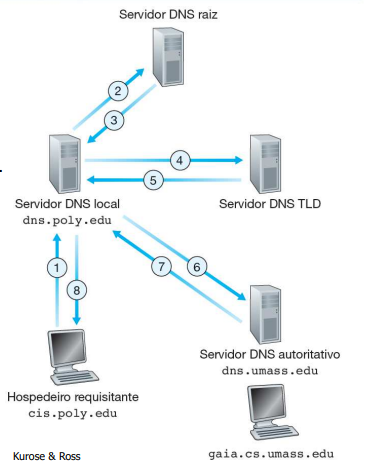 Servidor DNS raiz
2
3
4
5
Servidor DNS local
dns.poly.edu
Servidor DNS TLD
1
8
7
6
Servidor DNS autoritativo
dns.umass.edu
Hospedeiro requisitante
cis.poly.edu
gaia.cs.umass.edu
Kurose & Ross